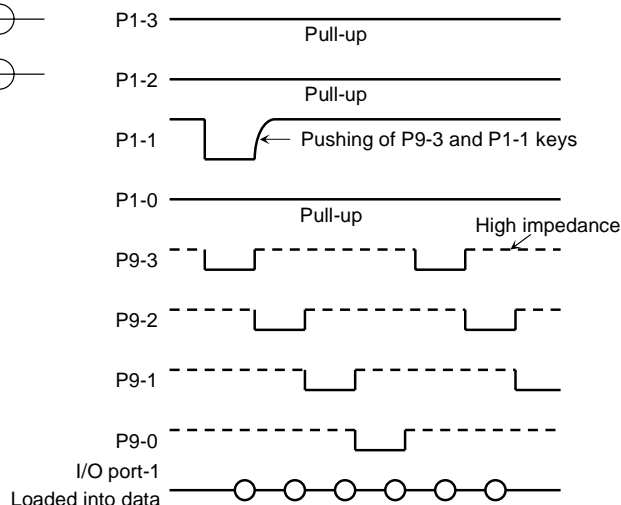 P1-3
Pull-up
P1-2
Pull-up
P1-1
Pushing of P9-3 and P1-1 keys
P1-0
Pull-up
High impedance
P9-3
P9-2
P9-1
P9-0
I/O port-1
Loaded into data